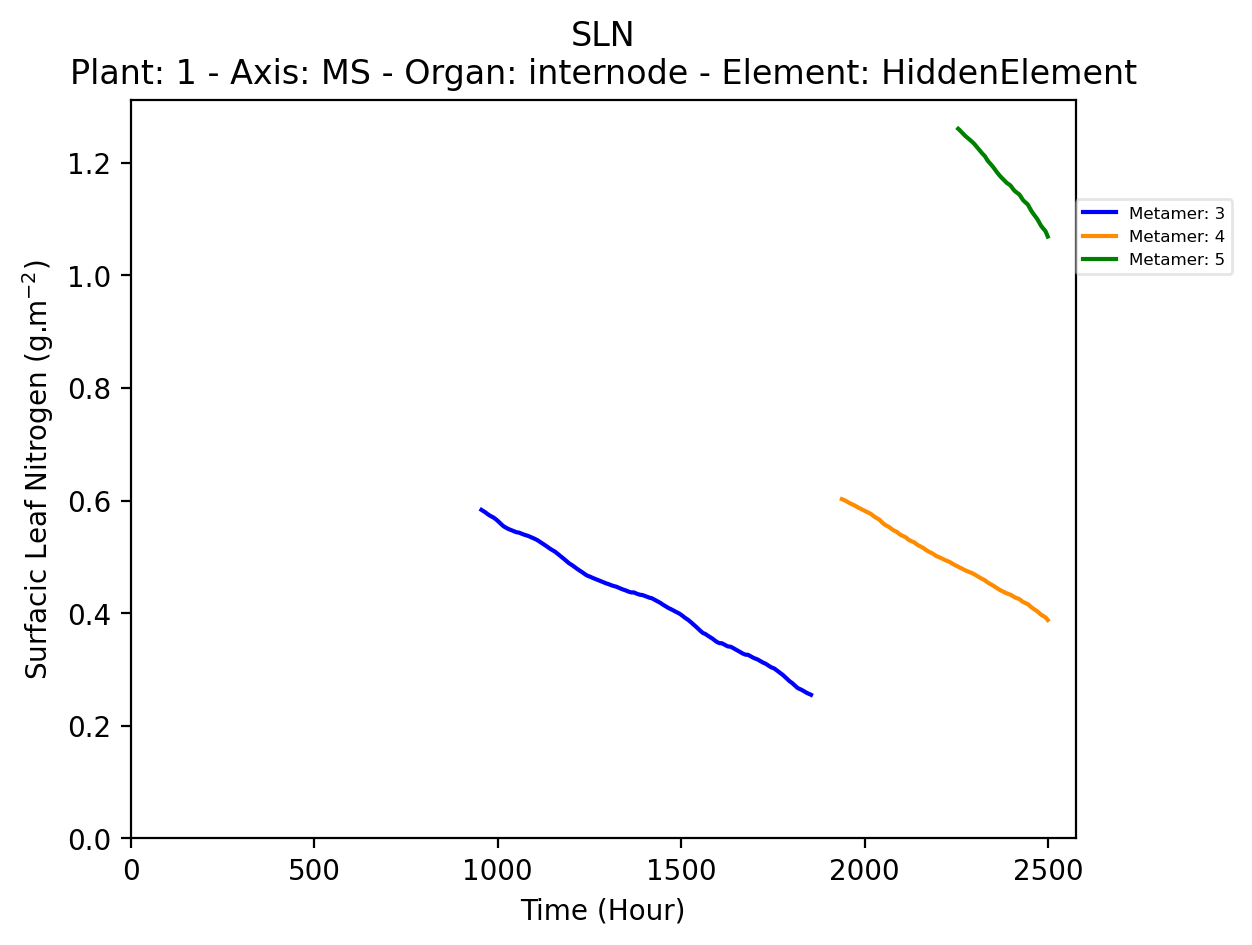 SLN
Plant: 1 - Axis: MS - Organ: internode - Element: HiddenElement
Surfacic Leaf Nitrogen (g.m⁻²)
1.2
1.0
0.8
0.6
0.4
0.2
0.0
0
500
1000
1500
2000
2500
Time (Hour)
Metamer: 3
Metamer: 4
Metamer: 5